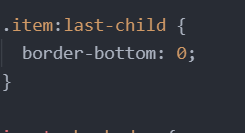 .item:last-child {
  border-bottom: 0;
}